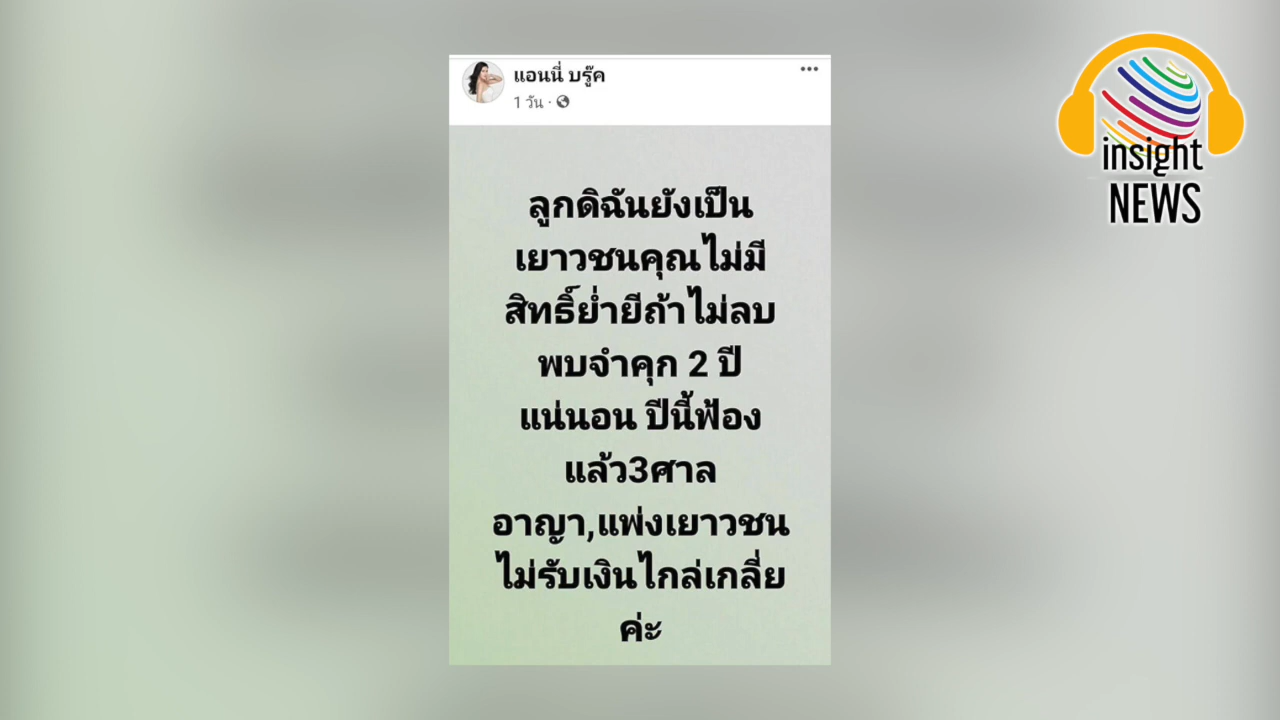 แอนนี่ บรู๊ค
1 วัน ·
ลูกดิฉันยังเป็น
เยาวชนคุณไม่มี
สิทธิ์ย่ำยีถ้าไม่ลบ
พบจำคุก 2 ปี
แน่นอน ปีนี้ฟ้อง
แล้ว3ศาล
อาญา,แพ่งเยาวชน
ไม่รับเงินไกล่เกลี่ย
ค่ะ
insight
NEWS